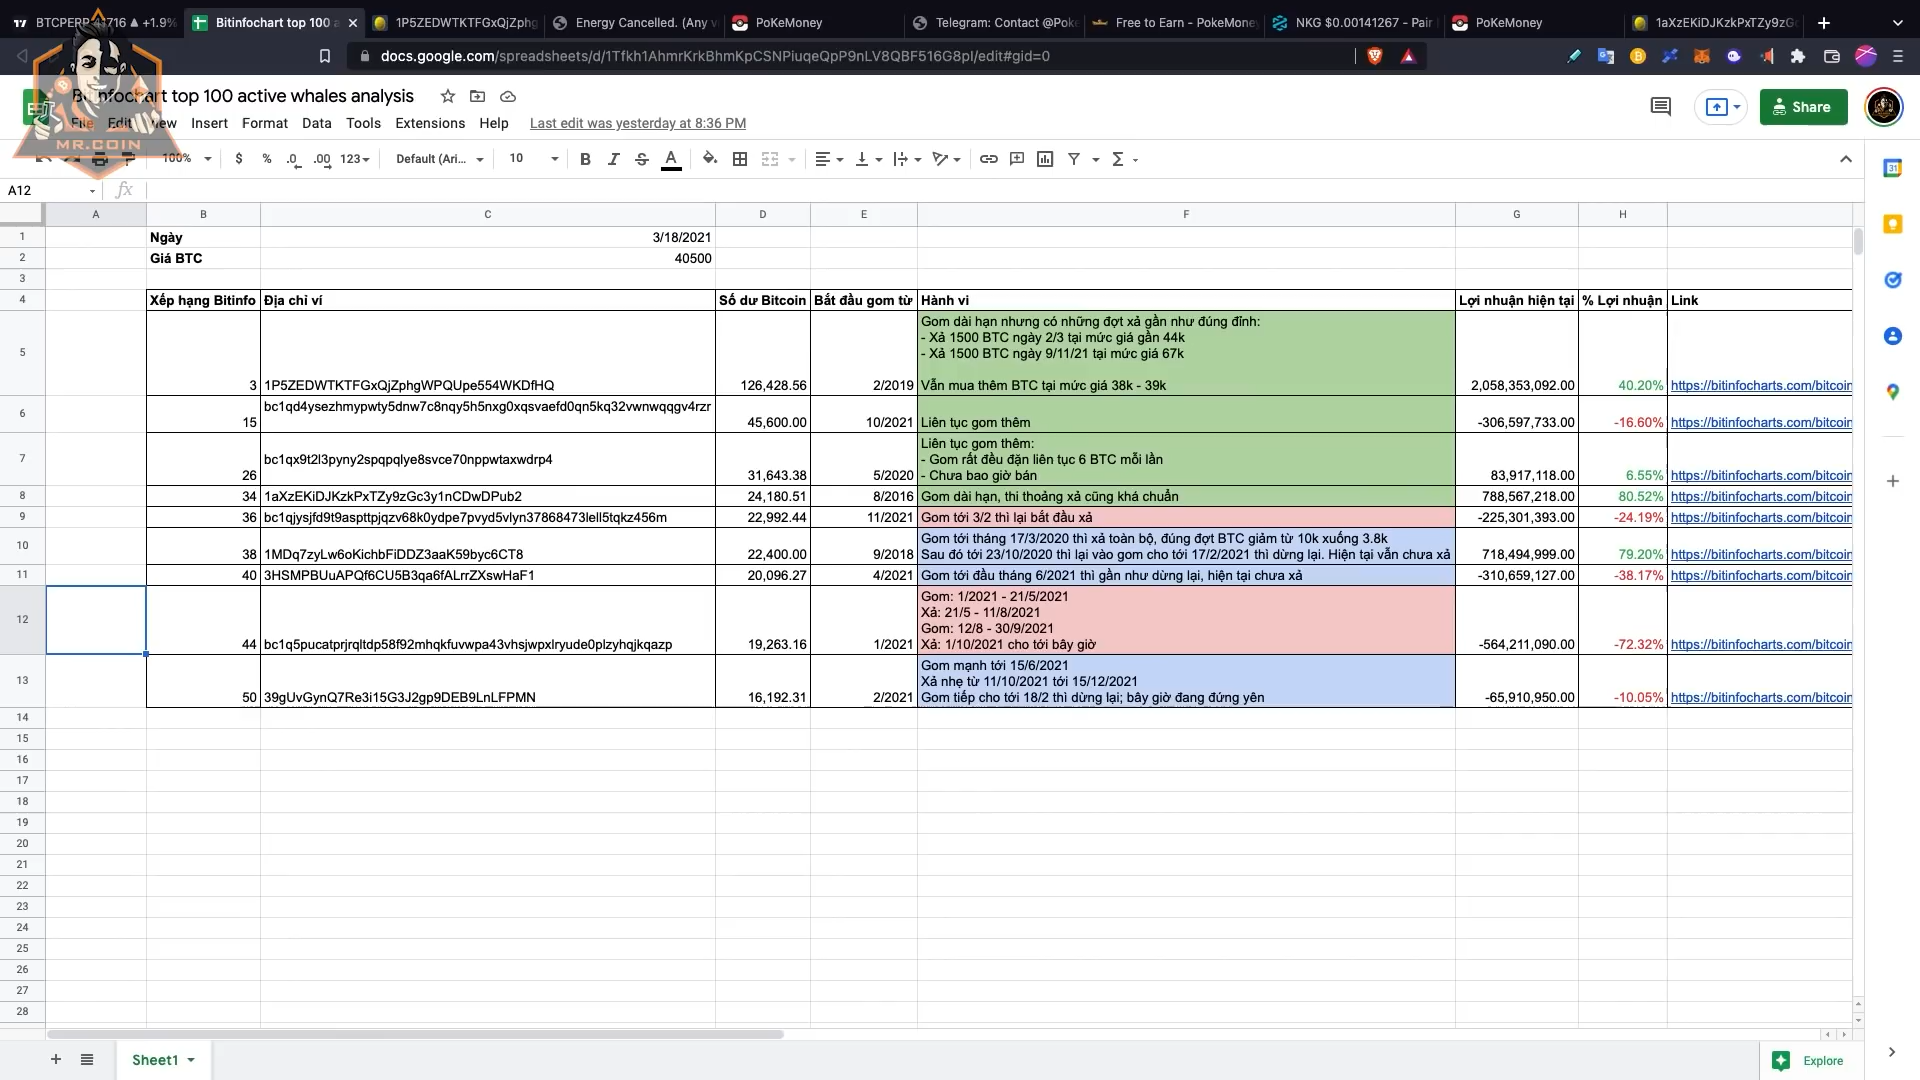 BTCPERP 41716 ▲ +1.9%
Bitinfochart top 100 a
1P5ZEDWTKTFGxQjZphg
Energy Cancelled. (Any v
PoKeMoney
Telegram: Contact @Poke
Free to Earn - PokeMone
NKG $0.00141267 - Pair
PoKeMoney
1aXzEKiDJKzkPxTZy9zGc
docs.google.com/spreadsheets/d/1Tfkh1AhmrKrkBhmKpCSNPiuqeQpP9nLV8QBF516G8pI/edit#gid=0
Bitinfochart top 100 active whales analysis
Share
File Edit View Insert Format Data Tools Extensions Help Last edit was yesterday at 8:36 PM
MR.COIN
100% $ % .0 .00 123 Default (Ari... 10 B I S A
A12 fx
A B C D E F G H
1 Ngày 3/18/2021
2 Giá BTC 40500
3
4 Xếp hạng Bitinfo Địa chỉ ví Số dư Bitcoin Bắt đầu gom từ Hành vi Lợi nhuận hiện tại % Lợi nhuận Link
Gom dài hạn nhưng có những đợt xả gần như đúng đỉnh:
- Xả 1500 BTC ngày 2/3 tại mức giá gần 44k
5 - Xả 1500 BTC ngày 9/11/21 tại mức giá 67k
3 1P5ZEDWTKTFGxQjZphgWPQUpe554WKDfHQ 126,428.56 2/2019 Vẫn mua thêm BTC tại mức giá 38k - 39k 2,058,353,092.00 40.20% https://bitinfocharts.com/bitcoin
6 bc1qd4ysezhmypwty5dnw7c8nqy5h5nxg0xqsvaefd0qn5kq32vwnwqqgv4rzr
15 45,600.00 10/2021 Liên tục gom thêm -306,597,733.00 -16.60% https://bitinfocharts.com/bitcoin
Liên tục gom thêm:
7 bc1qx9t2l3pyny2spqpqlye8svce70nppwtaxwdrp4 - Gom rất đều đặn liên tục 6 BTC mỗi lần
26 31,643.38 5/2020 - Chưa bao giờ bán 83,917,118.00 6.55% https://bitinfocharts.com/bitcoin
8 34 1aXzEKiDJKzkPxTZy9zGc3y1nCDwDPub2 24,180.51 8/2016 Gom dài hạn, thi thoảng xả cũng khá chuẩn 788,567,218.00 80.52% https://bitinfocharts.com/bitcoin
9 36 bc1qjysjfd9t9aspttpjqzv68k0ydpe7pvyd5vlyn37868473lell5tqkz456m 22,992.44 11/2021 Gom tới 3/2 thì lại bắt đầu xả -225,301,393.00 -24.19% https://bitinfocharts.com/bitcoin
10 Gom tới tháng 17/3/2020 thì xả toàn bộ, đúng đợt BTC giảm từ 10k xuống 3.8k
38 1MDq7zyLw6oKichbFiDDZ3aaK59byc6CT8 22,400.00 9/2018 Sau đó tới 23/10/2020 thì lại vào gom cho tới 17/2/2021 thì dừng lại. Hiện tại vẫn chưa xả 718,494,999.00 79.20% https://bitinfocharts.com/bitcoin
11 40 3HSMPBUuAPQf6CU5B3qa6fALrrZXswHaF1 20,096.27 4/2021 Gom tới đầu tháng 6/2021 thì gần như dừng lại, hiện tại chưa xả -310,659,127.00 -38.17% https://bitinfocharts.com/bitcoin
Gom: 1/2021 - 21/5/2021
12 Xả: 21/5 - 11/8/2021
Gom: 12/8 - 30/9/2021
44 bc1q5pucatprjrqltdp58f92mhqkfuvwpa43vhsjwpxlryude0plzyhqjkqazp 19,263.16 1/2021 Xả: 1/10/2021 cho tới bây giờ -564,211,090.00 -72.32% https://bitinfocharts.com/bitcoin
Gom mạnh tới 15/6/2021
13 Xả nhẹ từ 11/10/2021 tới 15/12/2021
50 39gUvGynQ7Re3i15G3J2gp9DEB9LnLFPMN 16,192.31 2/2021 Gom tiếp cho tới 18/2 thì dừng lại; bây giờ đang đứng yên -65,910,950.00 -10.05% https://bitinfocharts.com/bitcoin
14
15
16
17
18
19
20
21
22
23
24
25
26
27
28
Sheet1
Explore